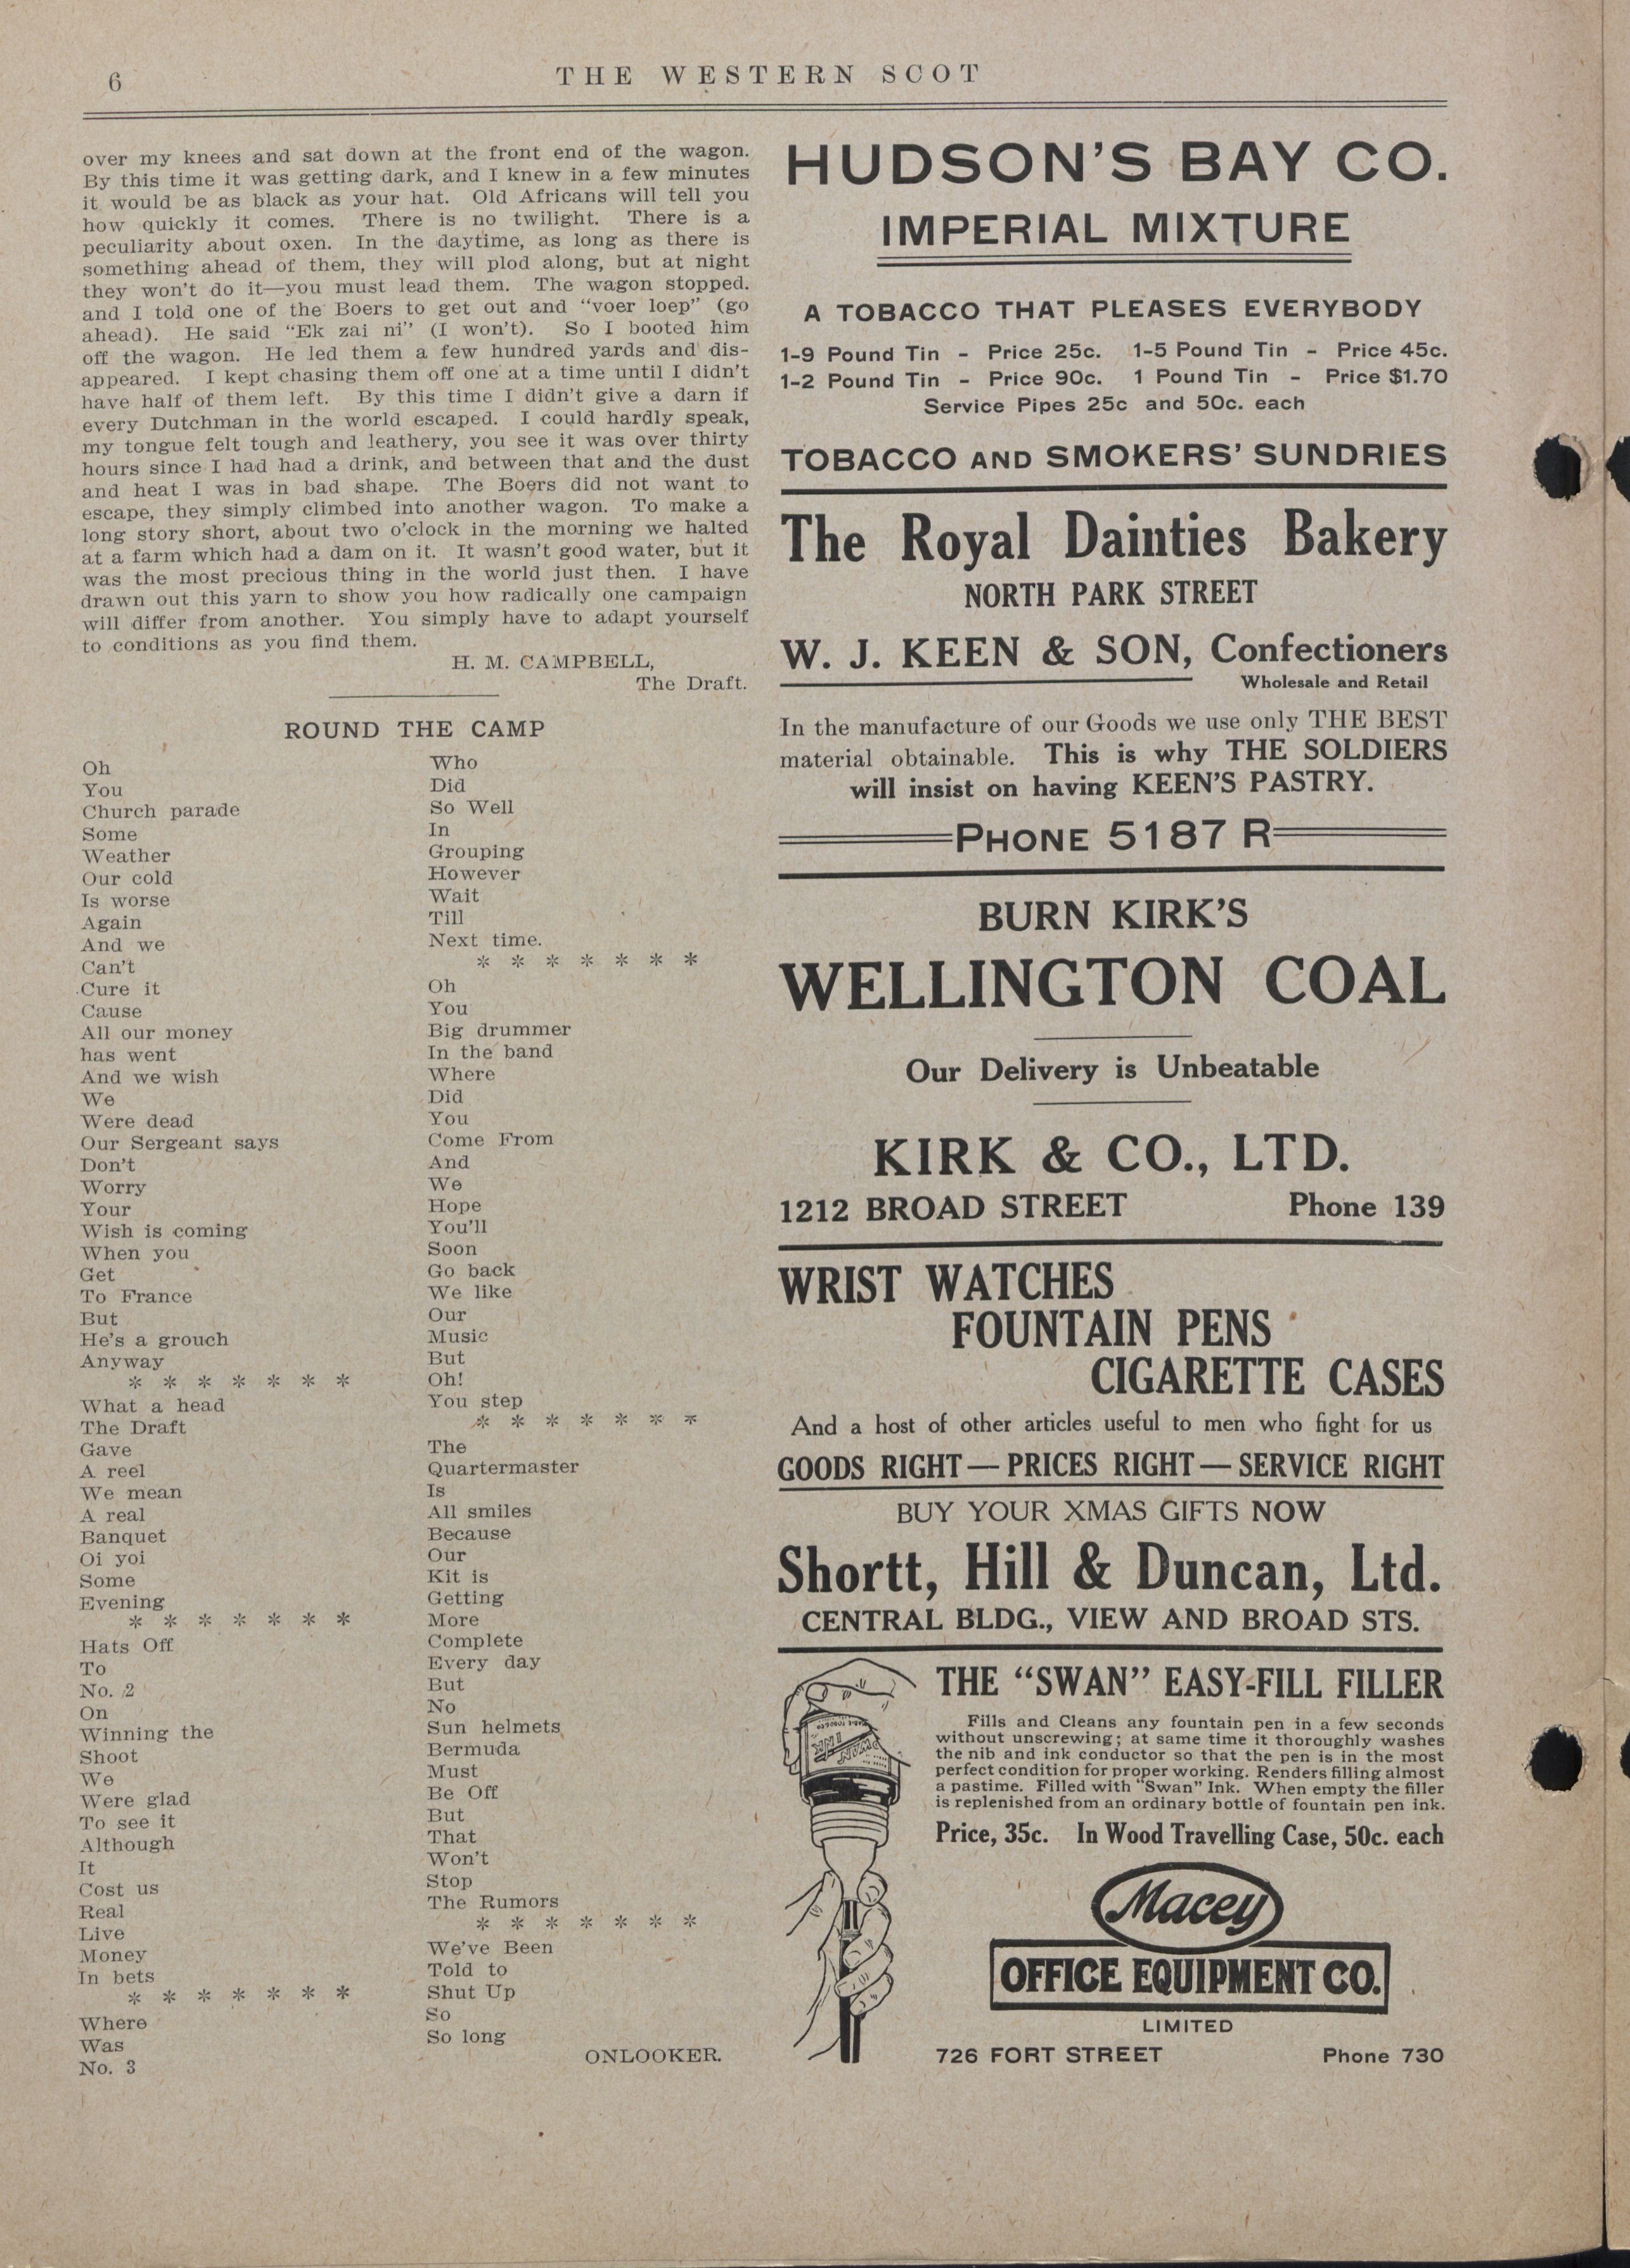 6
THE WESTERN SCOT
over my knees and sat down at the front end of the wagon.
By this time it was getting dark, and I knew in a few minutes
it would be as black as your hat. Old Africans will tell you
how quickly it comes. There is no twilight. There is a
peculiarity about oxen. In the daytime, as long as there is
something ahead of them, they will plod along, but at night
they won't do it—you must lead them. The wagon stopped.
and I told one of the Boers to get out and "voer loep" (go
ahead). He said "Ek zai ni" (I won't). So I booted him
off the wagon. He led them a few hundred yards and dis-
appeared. I kept chasing them off one at a time until I didn't
have half of them left. By this time I didn't give a darn if
every Dutchman in the world escaped. I could hardly speak,
my tongue felt tough and leathery, you see it was over thirty
hours since I had had a drink, and between that and the dust
and heat I was in bad shape. The Boers did not want to
escape, they simply climbed into another wagon. To make a
long story short, about two o'clock in the morning we halted
at a farm which had a dam on it. It wasn't good water, but it
was the most precious thing in the world just then. I have
drawn out this yarn to show you how radically one campaign
will differ from another. You simply have to adapt yourself
to conditions as you find them.
H. M. CAMPBELL,
The Draft.
ROUND THE CAMP
Oh
You
Church parade
Some
Weather
Our cold
Is worse
Again
And we
Can't
Cure it
Cause
All our money
has went
And we wish
We
Were dead
Our Sergeant says
Don't
Worry
Your
Wish is coming
When you
Get
To France
But
He's a grouch
Anyway
* * * * * * *
What a head
The Draft
Gave
A reel
We mean
A real
Banquet
Oi yoi
Some
Evening
* * * * * * *
Hats Off
To
No. 2
On
Winning the
Shoot
We
Were glad
To see it
Although
It
Cost us
Real
Live
Money
In bets
* * * * * * *
Where
Was
No. 3
Who
Did
So Well
In
Grouping
However
Wait
Till
Next time.
* * * * * * *
Oh
You
Big drummer
In the band
Where
Did
You
Come From
And
We
Hope
You'll
Soon
Go back
We like
Our
Music
But
Oh!
You step
* * * * * * *
The
Quartermaster
Is
All smiles
Because
Our
Kit is
Getting
More
Complete
Every day
But
No
Sun helmets
Bermuda
Must
Be Off
But
That
Won't
Stop
The Rumors
* * * * * * *
We've Been
Told to
Shut Up
So
So long
ONLOOKER.
HUDSON'S BAY CO.
IMPERIAL MIXTURE
A TOBACCO THAT PLEASES EVERYBODY
1-9 Pound Tin - Price 25c. 1-5 Pound Tin - Price 45c.
1-2 Pound Tin - Price 90c. 1 Pound Tin - Price $1.70
Service Pipes 25c and 50c. each
TOBACCO AND SMOKERS' SUNDRIES
The Royal Dainties Bakery
NORTH PARK STREET
W. J. KEEN & SON, Confectioners
Wholesale and Retail
In the manufacture of our Goods we use only THE BEST
material obtainable. This is why THE SOLDIERS
will insist on having KEEN'S PASTRY.
PHONE 5187 R
BURN KIRK'S
WELLINGTON COAL
Our Delivery is Unbeatable
KIRK & CO., LTD.
1212 BROAD STREET Phone 139
WRIST WATCHES
FOUNTAIN PENS
CIGARETTE CASES
And a host of other articles useful to men who fight for us
GOODS RIGHT — PRICES RIGHT — SERVICE RIGHT
BUY YOUR XMAS GIFTS NOW
Shortt, Hill & Duncan, Ltd.
CENTRAL BLDG., VIEW AND BROAD STS.
THE "SWAN" EASY-FILL FILLER
Fills and Cleans any fountain pen in a few seconds
without unscrewing; at same time it thoroughly washes
the nib and ink conductor so that the pen is in the most
perfect condition for proper working. Renders filling almost
a pastime. Filled with "Swan" Ink. When empty the filler
is replenished from an ordinary bottle of fountain pen ink.
Price, 35c. In Wood Travelling Case, 50c. each
SWAN
INK
Macey
OFFICE EQUIPMENT CO.
LIMITED
726 FORT STREET Phone 730